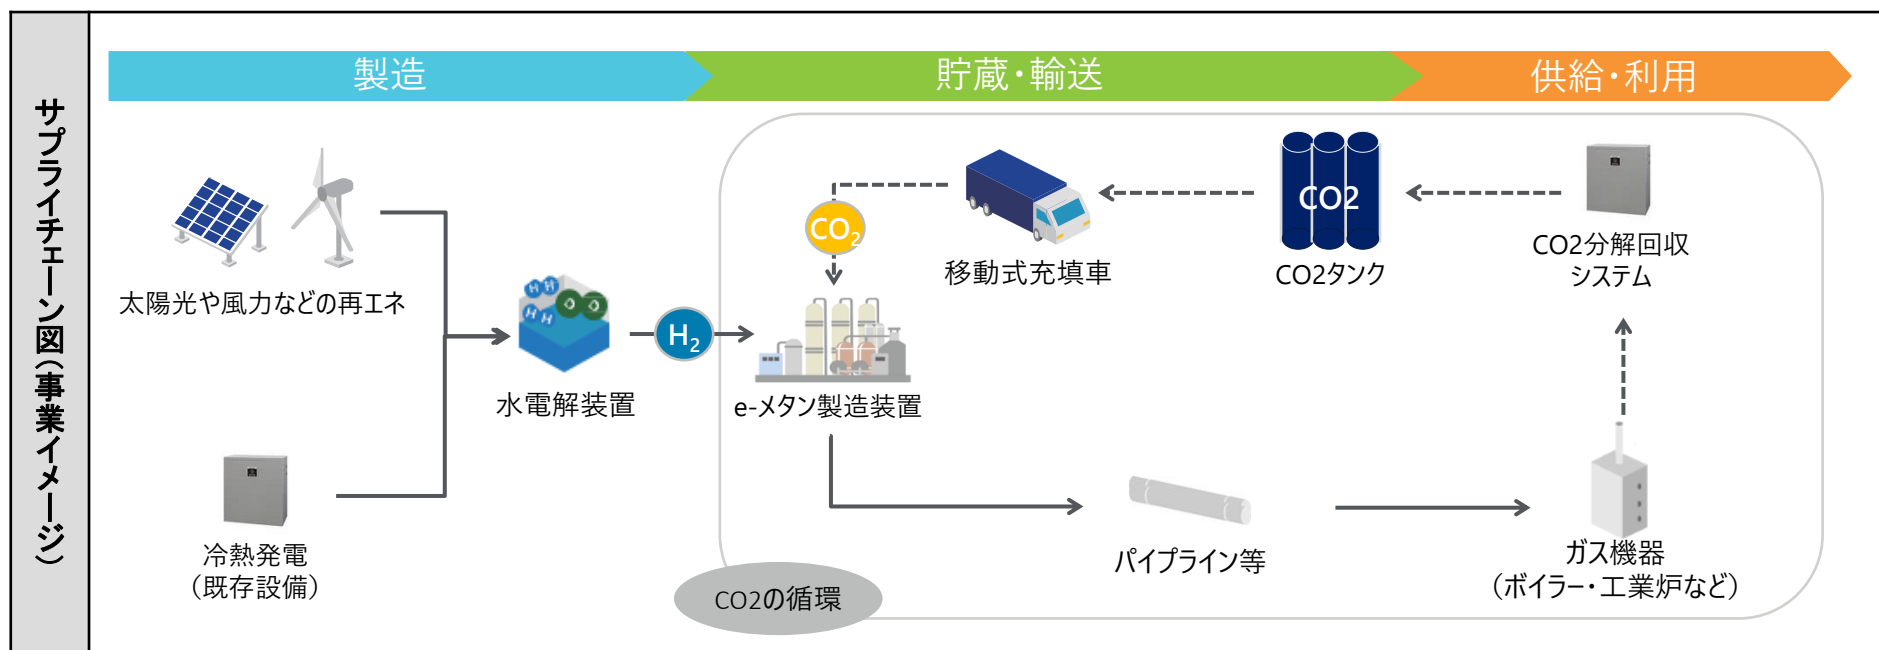 サプライチェーン図(事業イメージ)
製造
貯蔵・輸送
供給・利用
太陽光や風力などの再エネ
冷熱発電
（既存設備）
水電解装置
H H
H H
H2
CO2
e-メタン製造装置
移動式充填車
CO2
CO2タンク
CO2分解回収
システム
パイプライン等
ガス機器
（ボイラー・工業炉など）
CO2の循環